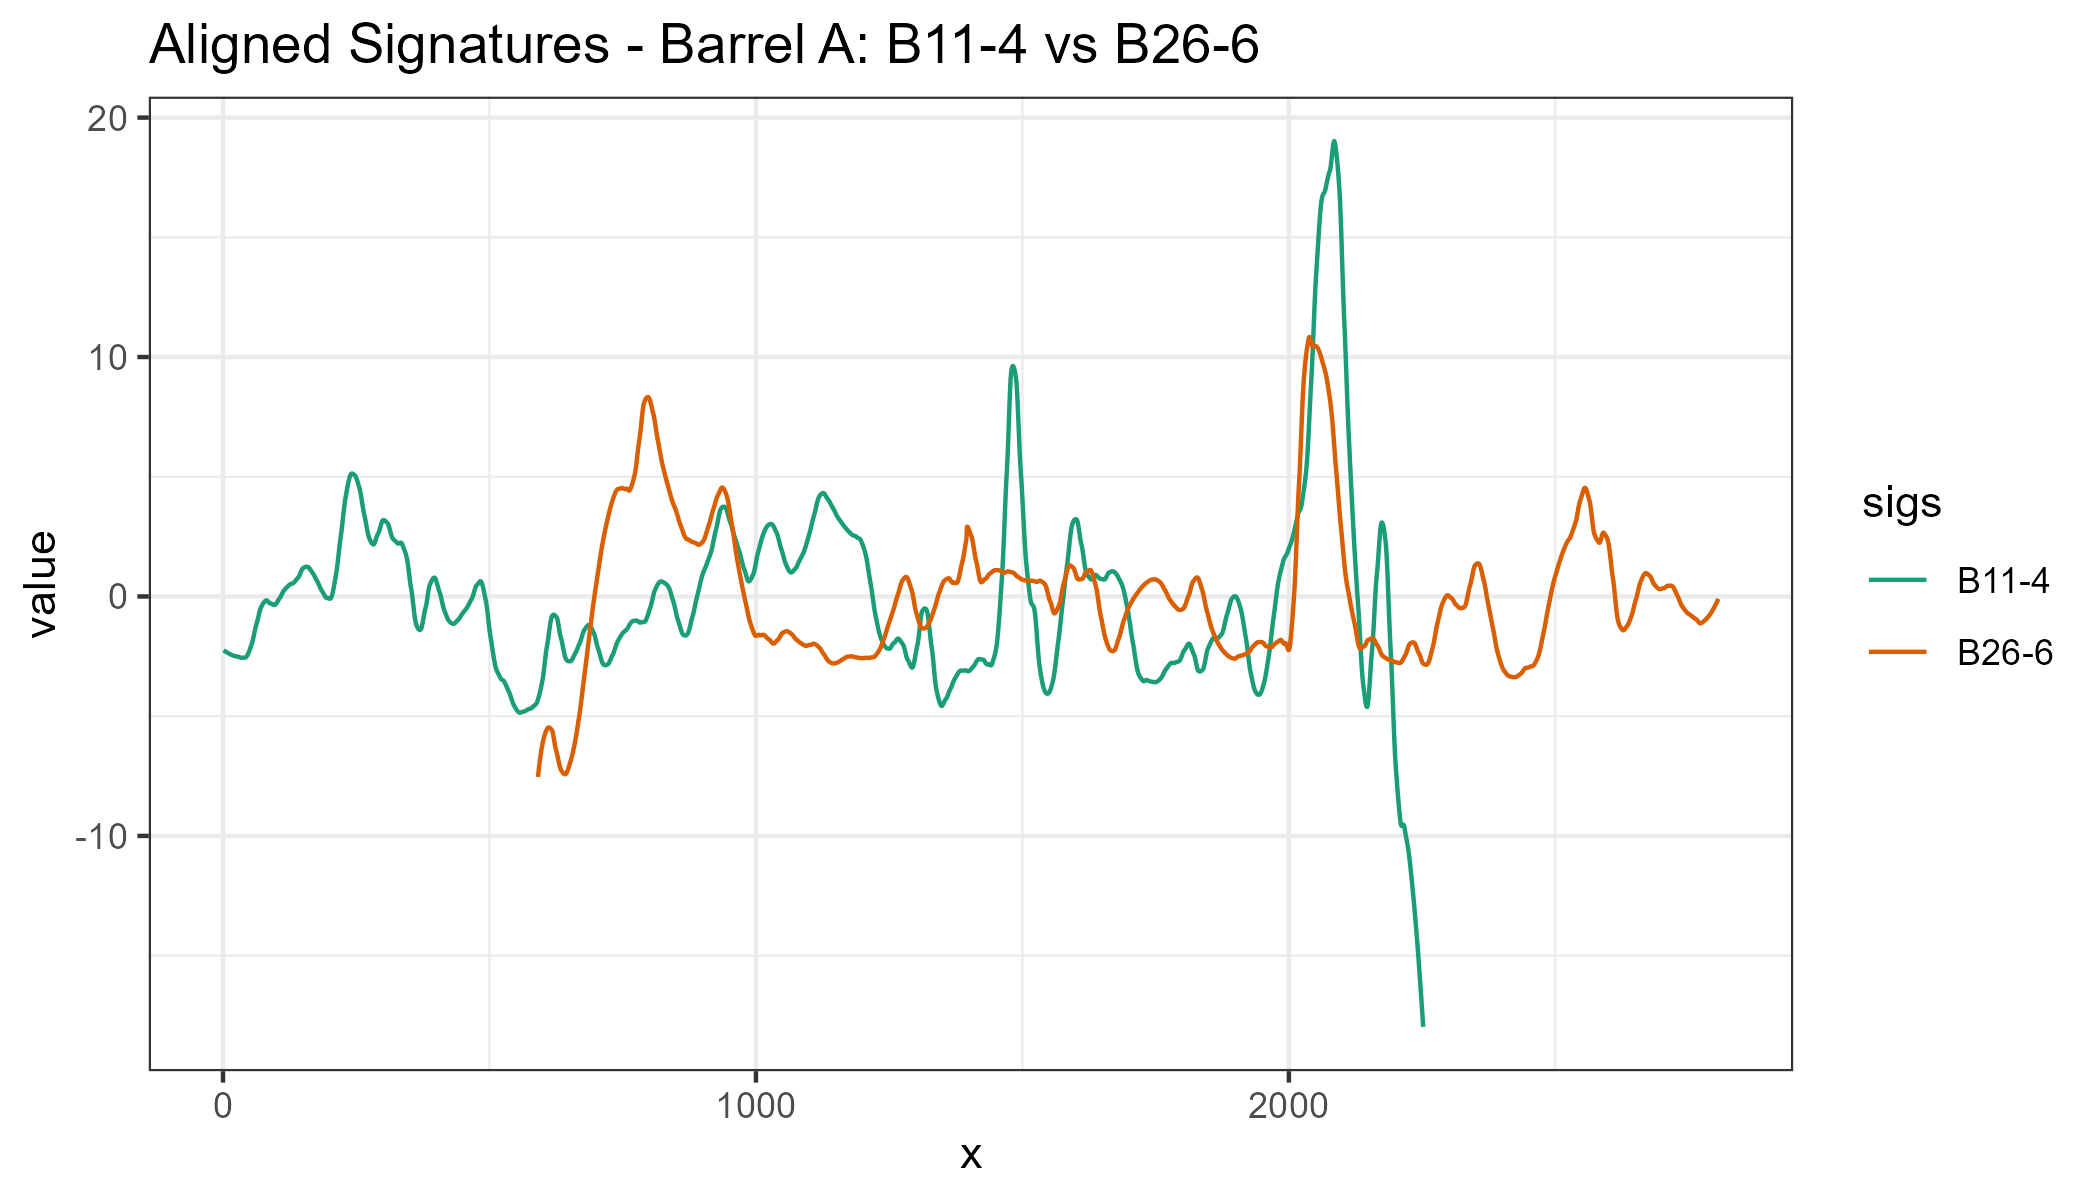 Aligned Signatures - Barrel A: B11-4 vs B26-6
20
10
0
-10
value
0 1000 2000
x
sigs
B11-4
B26-6